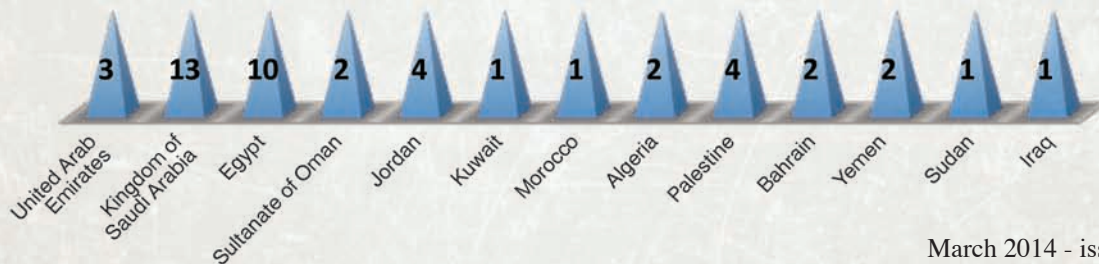 3 13 10 2 4 1 1 2 4 2 2 1 1
United Arab
Emirates
Kingdom of
Saudi Arabia
Egypt
Sultanate of Oman
Jordan
Kuwait
Morocco
Algeria
Palestine
Bahrain
Yemen
Sudan
Iraq
March 2014 -